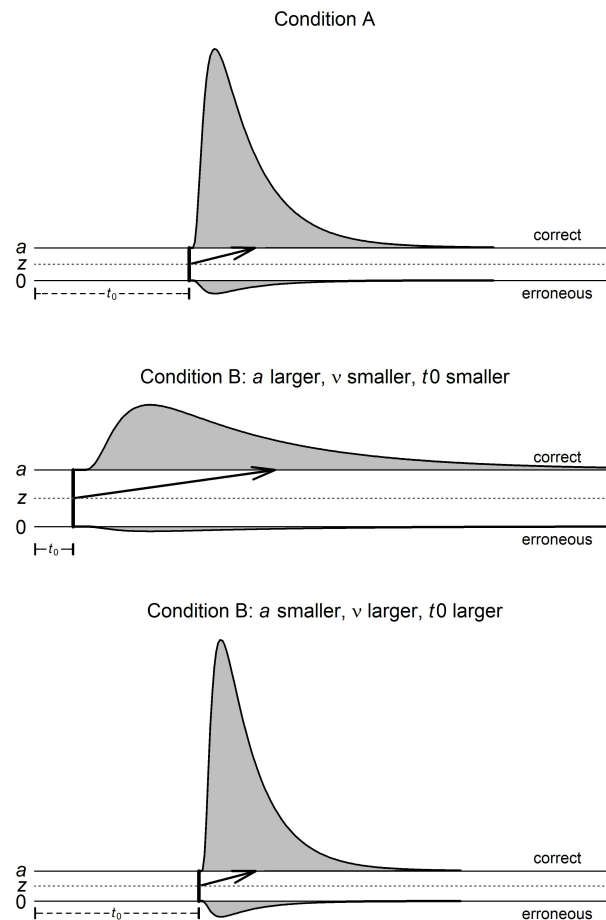 Condition A
a
correct
z
0
t₀
erroneous
Condition B: a larger, ν smaller, t0 smaller
a
correct
z
0
t₀
erroneous
Condition B: a smaller, ν larger, t0 larger
a
correct
z
0
t₀
erroneous